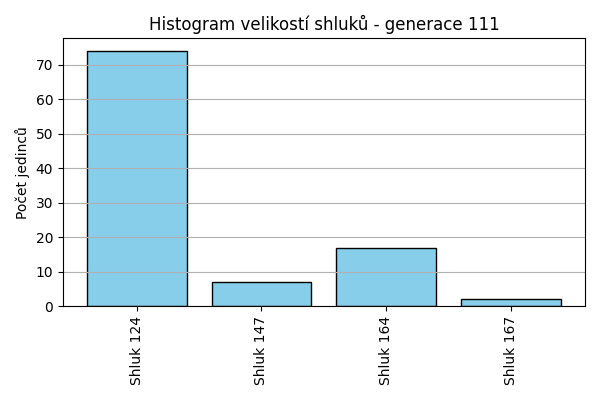 Histogram velikostí shluků - generace 111
Počet jedinců
70
60
50
40
30
20
10
0
Shluk 124
Shluk 147
Shluk 164
Shluk 167